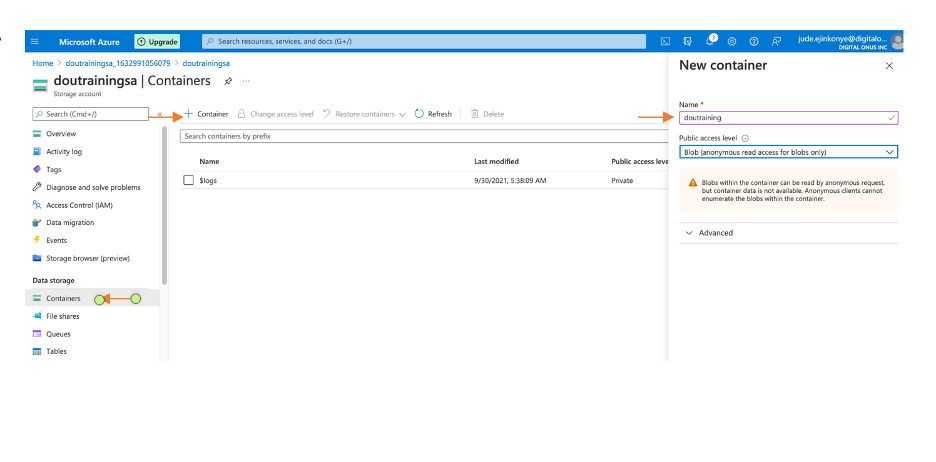 Microsoft Azure
Upgrade
Search resources, services, and docs (G+/)
2
jude.ejinkonye@digitalo...
DIGITAL ONUS INC
Home > doutrainingsa_1632991056079 > doutrainingsa
doutrainingsa | Containers
Storage account
Search (Cmd+/)
«
Overview
Activity log
Tags
Diagnose and solve problems
Access Control (IAM)
Data migration
Events
Storage browser (preview)
Data storage
Containers
File shares
Queues
Tables
+ Container
Change access level
Restore containers
Refresh
Delete
Search containers by prefix
Name Last modified Public access leve
$logs 9/30/2021, 5:38:09 AM Private
New container
Name *
doutraining
Public access level
Blob (anonymous read access for blobs only)
Blobs within the container can be read by anonymous request,
but container data is not available. Anonymous clients cannot
enumerate the blobs within the container.
Advanced